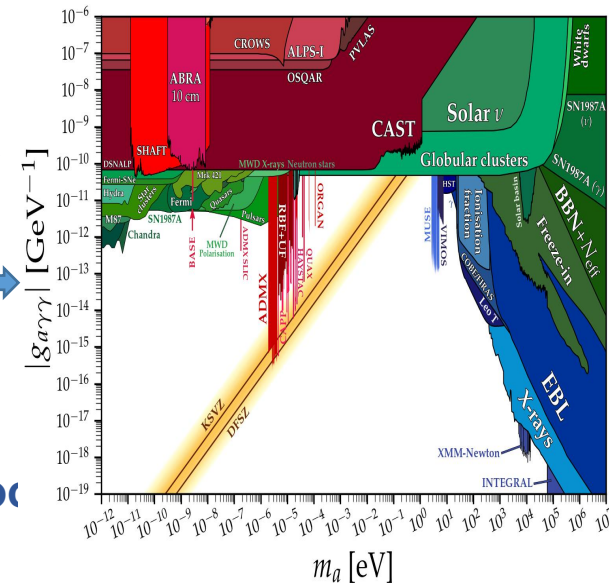 |g_{aγγ}| [GeV⁻¹]
10⁻⁶
10⁻⁷
10⁻⁸
10⁻⁹
10⁻¹⁰
10⁻¹¹
10⁻¹²
10⁻¹³
10⁻¹⁴
10⁻¹⁵
10⁻¹⁶
10⁻¹⁷
10⁻¹⁸
10⁻¹⁹
CROWS
ALPS-I
PVLAS
OSQAR
ABRA
10 cm
SHAFT
CAST
Solar ν
Globular clusters
White
dwarfs
SN1987A
(ν)
SN1987A (γ)
DSNALP
MWD X-rays
Neutron stars
Fermi-SNe
Mrk 421
Hydra
Star
clusters
Fermi
Quasars
M87
SN1987A
Pulsars
Chandra
MWD
Polarisation
BASE
ADMX SLIC
ADMX
RBF+UF
CAPP
HAYSTAC
QUAX
ORGAN
KSVZ
DFSZ
MUSE
VIMOS
HST
Ionisation
fraction
COBE/FIRAS
Leo T
Solar basin
Freeze-in
BBN+N_eff
EBL
X-rays
XMM-Newton
INTEGRAL
10⁻¹² 10⁻¹¹ 10⁻¹⁰ 10⁻⁹ 10⁻⁸ 10⁻⁷ 10⁻⁶ 10⁻⁵ 10⁻⁴ 10⁻³ 10⁻² 10⁻¹ 10⁰ 10¹ 10² 10³ 10⁴ 10⁵ 10⁶ 10⁷
m_a [eV]